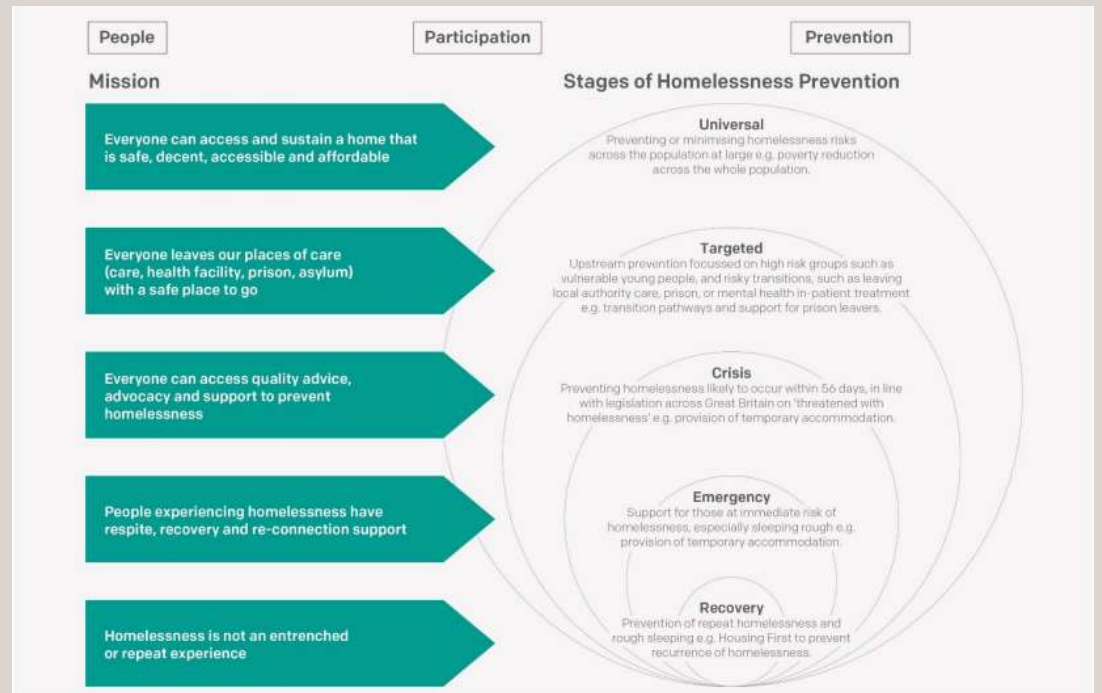 People
Participation
Prevention
Mission
Stages of Homelessness Prevention
Everyone can access and sustain a home that
is safe, decent, accessible and affordable
Universal
Preventing or minimising homelessness risks
across the population at large e.g. poverty reduction
across the whole population.
Everyone leaves our places of care
(care, health facility, prison, asylum)
with a safe place to go
Targeted
Upstream prevention focussed on high risk groups such as
vulnerable young people, and risky transitions, such as leaving
local authority care, prison, or mental health in-patient treatment
e.g. transition pathways and support for prison leavers.
Everyone can access quality advice,
advocacy and support to prevent
homelessness
Crisis
Preventing homelessness likely to occur within 56 days, in line
with legislation across Great Britain on 'threatened with
homelessness' e.g. provision of temporary accommodation.
People experiencing homelessness have
respite, recovery and re-connection support
Emergency
Support for those at immediate risk of
homelessness, especially sleeping rough e.g.
provision of temporary accommodation.
Homelessness is not an entrenched
or repeat experience
Recovery
Prevention of repeat homelessness and
rough sleeping e.g. Housing First to prevent
recurrence of homelessness.